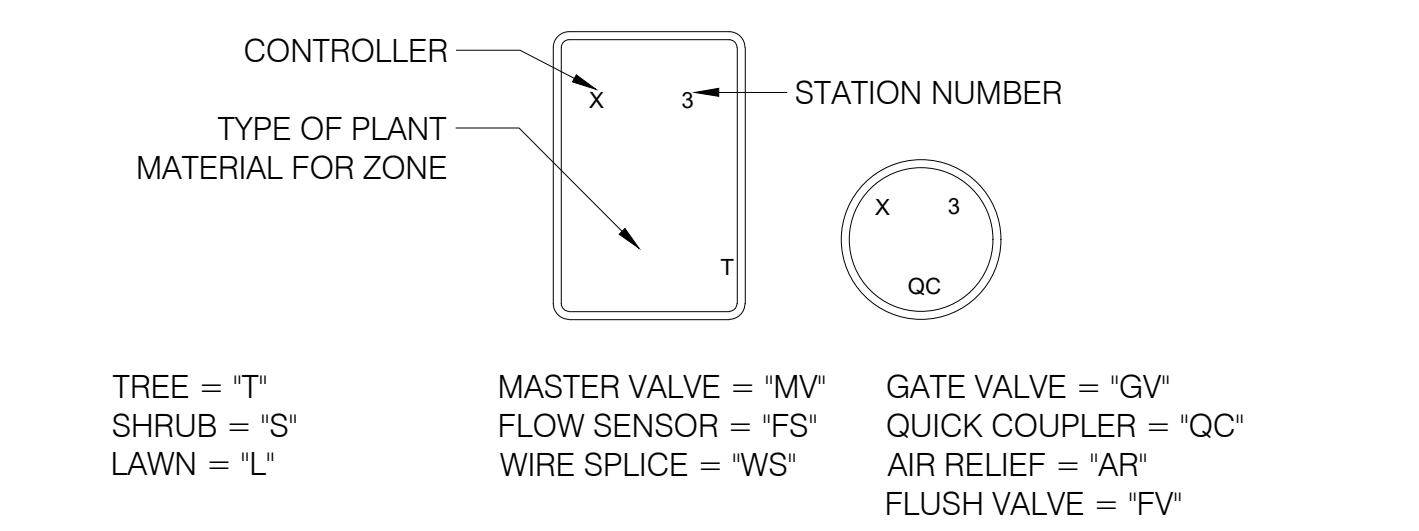 CONTROLLER
X 3
STATION NUMBER
TYPE OF PLANT
MATERIAL FOR ZONE
T
X 3
QC
TREE = "T"
SHRUB = "S"
LAWN = "L"
MASTER VALVE = "MV"
FLOW SENSOR = "FS"
WIRE SPLICE = "WS"
GATE VALVE = "GV"
QUICK COUPLER = "QC"
AIR RELIEF = "AR"
FLUSH VALVE = "FV"